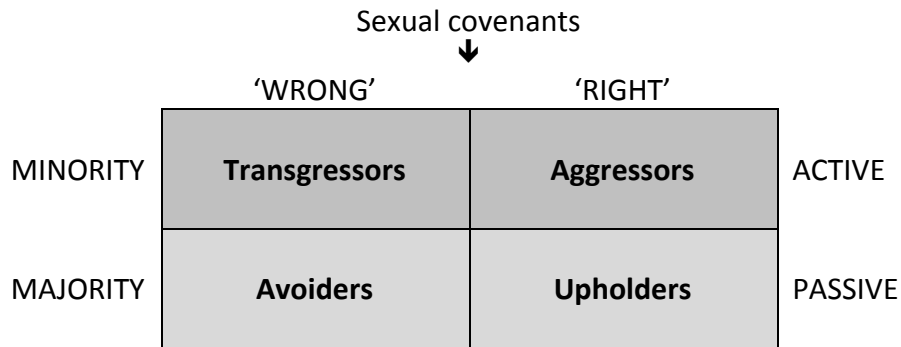 Sexual covenants
🡻
‘WRONG’ ‘RIGHT’
MINORITY Transgressors Aggressors ACTIVE
MAJORITY Avoiders Upholders PASSIVE